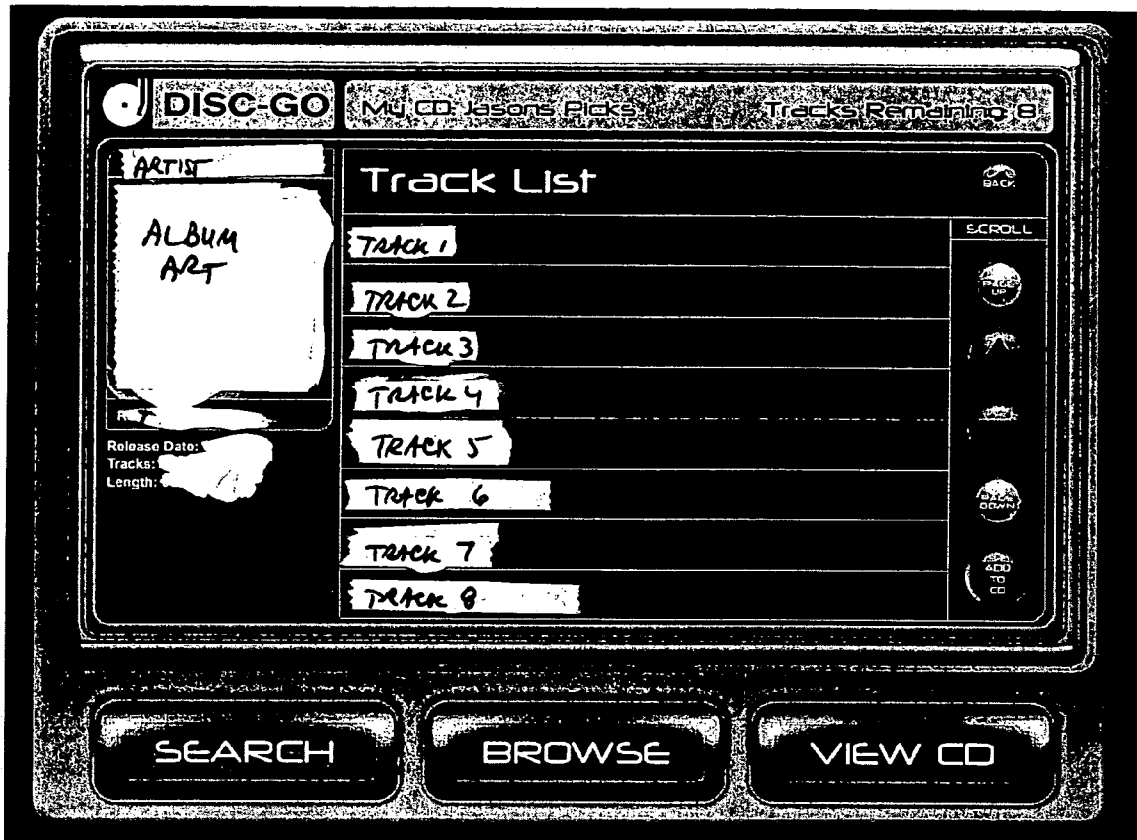 DISC-GO
My CD: Jasons Picks
Tracks Remaining: 8
ARTIST
ALBUM
ART
Release Date:
Tracks:
Length:
Track List
BACK
TRACK 1
TRACK 2
TRACK 3
TRACK 4
TRACK 5
TRACK 6
TRACK 7
TRACK 8
SCROLL
PAGE
UP
PAGE
DOWN
ADD
TO
CD
SEARCH
BROWSE
VIEW CD